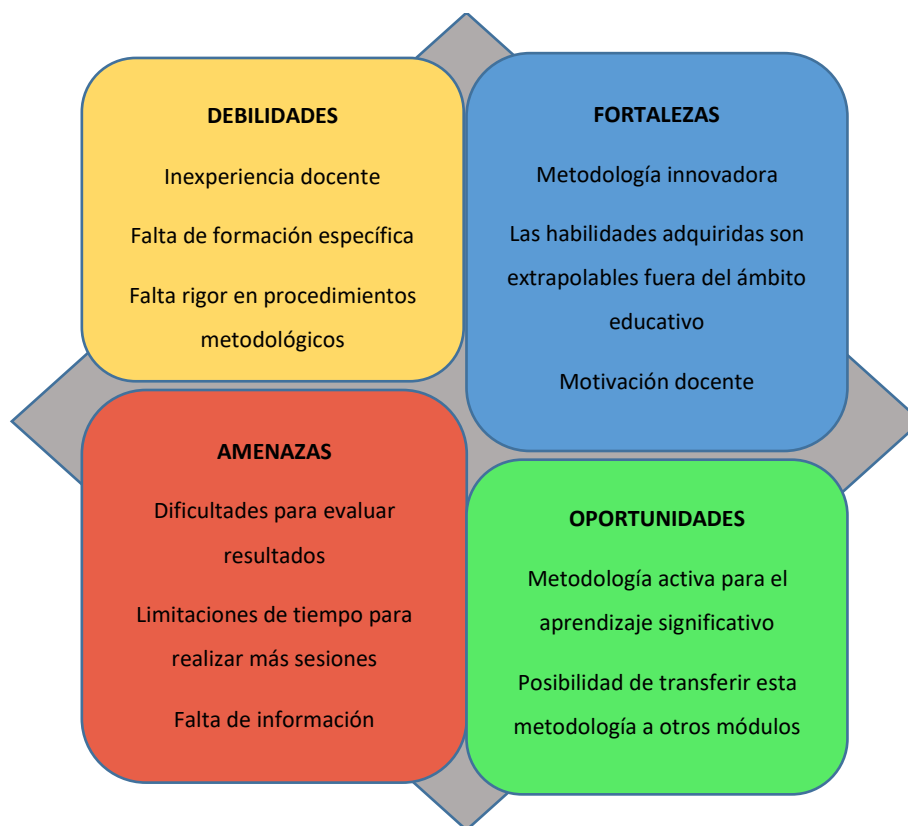 DEBILIDADES
Inexperiencia docente
Falta de formación específica
Falta rigor en procedimientos
metodológicos
FORTALEZAS
Metodología innovadora
Las habilidades adquiridas son
extrapolables fuera del ámbito
educativo
Motivación docente
AMENAZAS
Dificultades para evaluar
resultados
Limitaciones de tiempo para
realizar más sesiones
Falta de información
OPORTUNIDADES
Metodología activa para el
aprendizaje significativo
Posibilidad de transferir esta
metodología a otros módulos